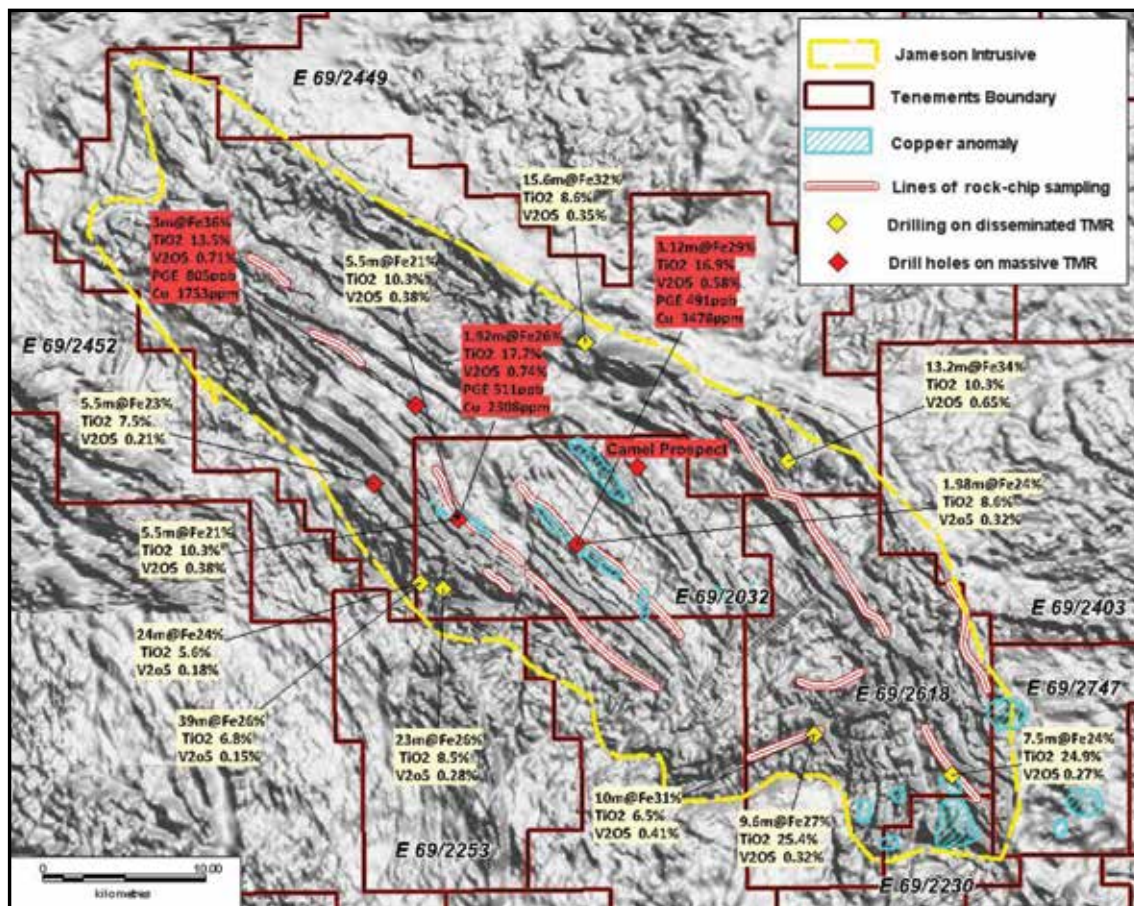 E 69/2449
Jameson Intrusive
Tenements Boundary
Copper anomaly
Lines of rock-chip sampling
Drilling on disseminated TMR
Drill holes on massive TMR
15.6m@Fe32%
TiO2 8.6%
V2O5 0.35%
3m@Fe36%
TiO2 13.5%
V2O5 0.71%
PGE 805ppb
Cu 1753ppm
5.5m@Fe21%
TiO2 10.3%
V2O5 0.38%
3.12m@Fe29%
TiO2 16.9%
V2O5 0.58%
PGE 491ppb
Cu 3478ppm
E 69/2452
1.92m@Fe26%
TiO2 17.7%
V2O5 0.74%
PGE 511ppb
Cu 2308ppm
13.2m@Fe34%
TiO2 10.3%
V2O5 0.65%
5.5m@Fe23%
TiO2 7.5%
V2O5 0.21%
Camel Prospect
1.98m@Fe24%
TiO2 8.6%
V2o5 0.32%
5.5m@Fe21%
TiO2 10.3%
V2O5 0.38%
E 69/2032
E 69/2403
24m@Fe24%
TiO2 5.6%
V2o5 0.18%
E 69/2618
E 69/2747
39m@Fe26%
TiO2 6.8%
V2o5 0.15%
23m@Fe26%
TiO2 8.5%
V2o5 0.28%
7.5m@Fe24%
TiO2 24.9%
V2O5 0.27%
10m@Fe31%
TiO2 6.5%
V2O5 0.41%
9.6m@Fe27%
TiO2 25.4%
V2O5 0.32%
E 69/2253
E 69/2230
0 10.00
kilometres